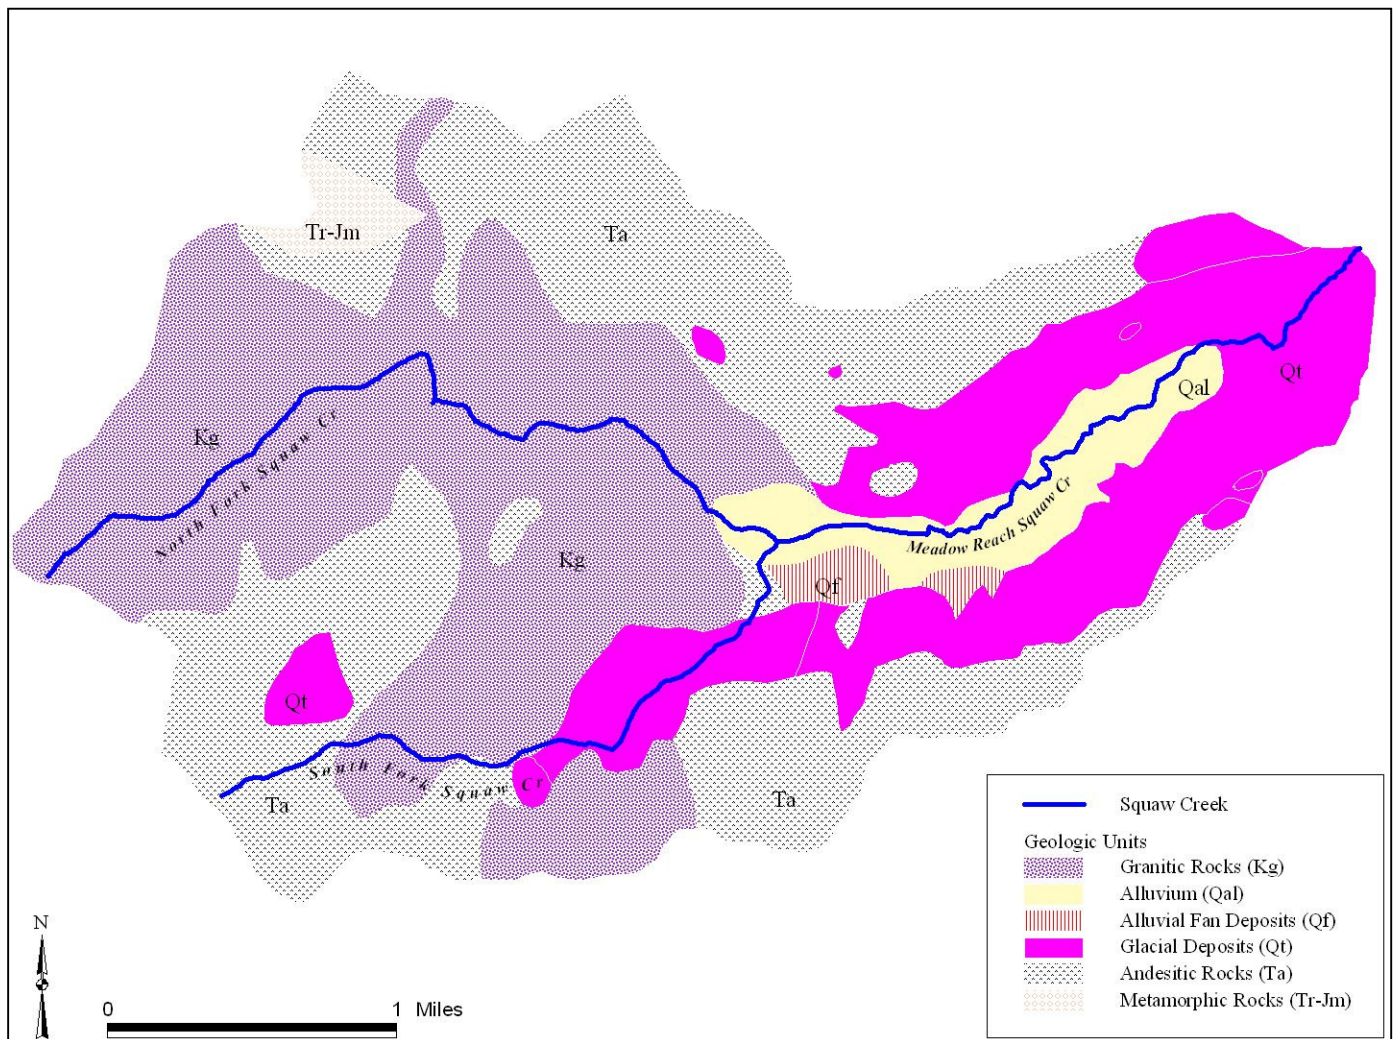 Tr-Jm
Ta
Qt
Qal
Kg
North Fork Squaw Cr
Meadow Reach Squaw Cr
Kg
Qf
Qt
South Fork Squaw Cr
Ta
Ta
Squaw Creek
Geologic Units
Granitic Rocks (Kg)
Alluvium (Qal)
Alluvial Fan Deposits (Qf)
Glacial Deposits (Qt)
Andesitic Rocks (Ta)
Metamorphic Rocks (Tr-Jm)
N
0 1 Miles